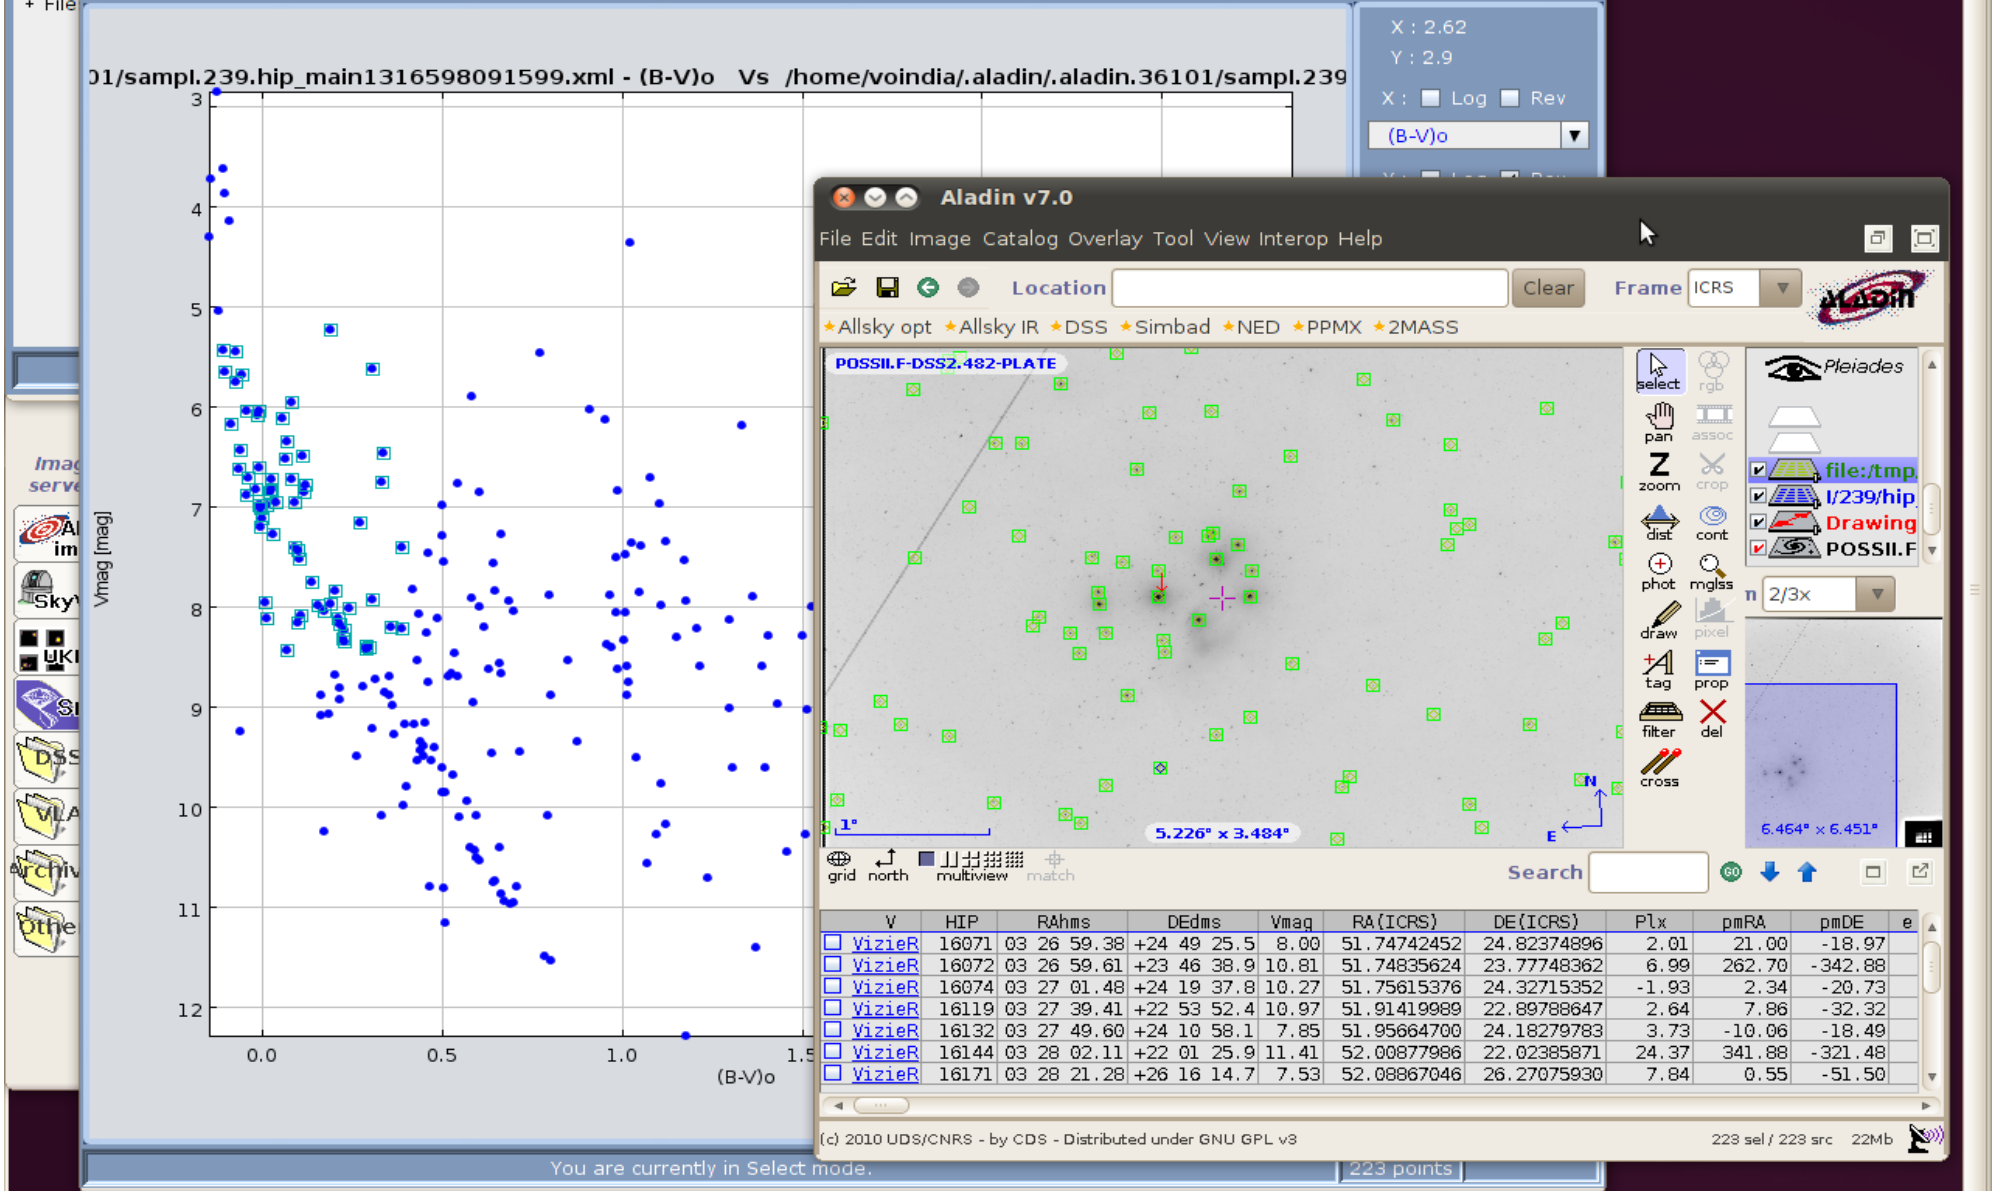 + File
01/sampl.239.hip_main1316598091599.xml - (B-V)o Vs /home/voindia/.aladin/.aladin.36101/sampl.239
X : 2.62
Y : 2.9
X : Log Rev
(B-V)o
3
4
5
6
7
8
9
10
11
12
Vmag [mag]
0.0 0.5 1.0 1.5
(B-V)o
You are currently in Select mode.
223 points
Aladin v7.0
File Edit Image Catalog Overlay Tool View Interop Help
Location Clear Frame ICRS
ALADIN
Allsky opt Allsky IR DSS Simbad NED PPMX 2MASS
POSSII.F-DSS2.482-PLATE
1°
5.226° x 3.484°
N
E
select rgb
pan assoc
zoom crop
dist cont
phot mglss
draw pixel
tag prop
filter del
cross
Pleiades
file:/tmp
I/239/hip
Drawing
POSSII.F
m 2/3x
6.464° x 6.451°
grid north multiview match
Search GO
V HIP RAhms DEdms Vmag RA(ICRS) DE(ICRS) Plx pmRA pmDE e
VizieR 16071 03 26 59.38 +24 49 25.5 8.00 51.74742452 24.82374896 2.01 21.00 -18.97
VizieR 16072 03 26 59.61 +23 46 38.9 10.81 51.74835624 23.77748362 6.99 262.70 -342.88
VizieR 16074 03 27 01.48 +24 19 37.8 10.27 51.75615376 24.32715352 -1.93 2.34 -20.73
VizieR 16119 03 27 39.41 +22 53 52.4 10.97 51.91419989 22.89788647 2.64 7.86 -32.32
VizieR 16132 03 27 49.60 +24 10 58.1 7.85 51.95664700 24.18279783 3.73 -10.06 -18.49
VizieR 16144 03 28 02.11 +22 01 25.9 11.41 52.00877986 22.02385871 24.37 341.88 -321.48
VizieR 16171 03 28 21.28 +26 16 14.7 7.53 52.08867046 26.27075930 7.84 0.55 -51.50
(c) 2010 UDS/CNRS - by CDS - Distributed under GNU GPL v3
223 sel / 223 src 22Mb
Imag
serve
Al
im
SkyV
UKI
Si
DSS
VLA
Archiv
Othe